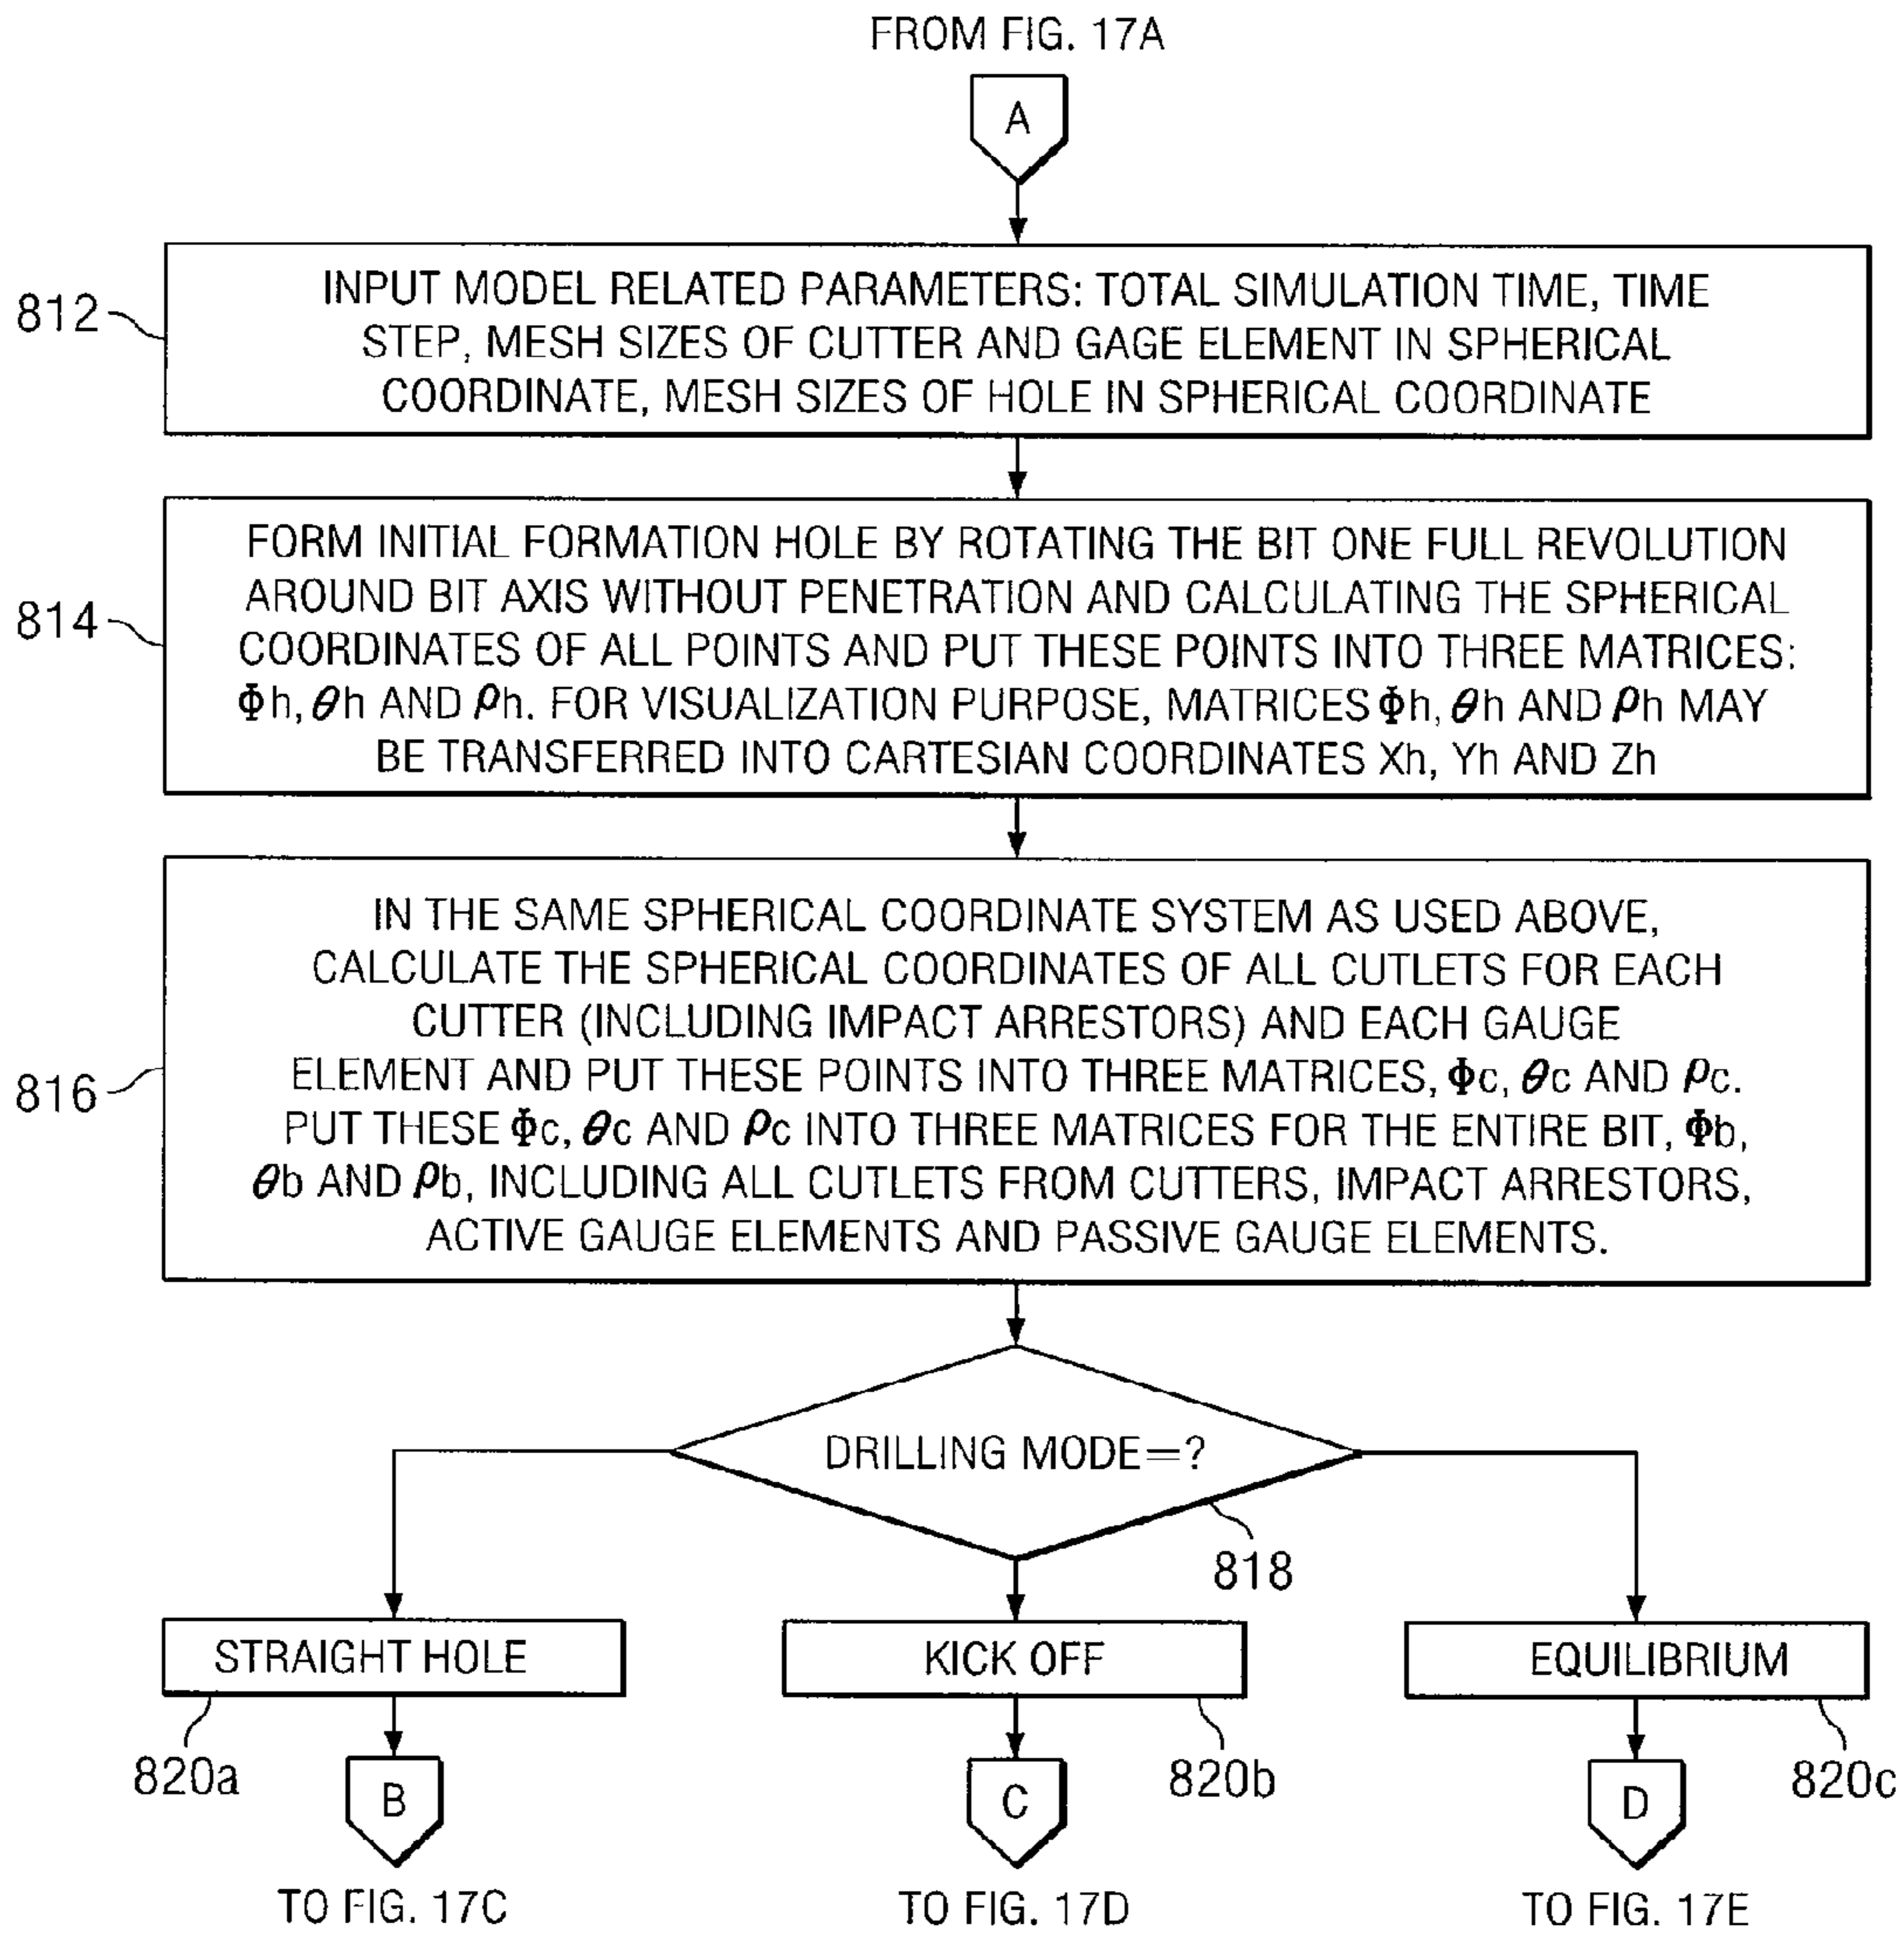 FROM FIG. 17A
A
812
INPUT MODEL RELATED PARAMETERS: TOTAL SIMULATION TIME, TIME
STEP, MESH SIZES OF CUTTER AND GAGE ELEMENT IN SPHERICAL
COORDINATE, MESH SIZES OF HOLE IN SPHERICAL COORDINATE
814
FORM INITIAL FORMATION HOLE BY ROTATING THE BIT ONE FULL REVOLUTION
AROUND BIT AXIS WITHOUT PENETRATION AND CALCULATING THE SPHERICAL
COORDINATES OF ALL POINTS AND PUT THESE POINTS INTO THREE MATRICES:
Φh, θh AND ρh. FOR VISUALIZATION PURPOSE, MATRICES Φh, θh AND ρh MAY
BE TRANSFERRED INTO CARTESIAN COORDINATES Xh, Yh AND Zh
816
IN THE SAME SPHERICAL COORDINATE SYSTEM AS USED ABOVE,
CALCULATE THE SPHERICAL COORDINATES OF ALL CUTLETS FOR EACH
CUTTER (INCLUDING IMPACT ARRESTORS) AND EACH GAUGE
ELEMENT AND PUT THESE POINTS INTO THREE MATRICES, Φc, θc AND ρc.
PUT THESE Φc, θc AND ρc INTO THREE MATRICES FOR THE ENTIRE BIT, Φb,
θb AND ρb, INCLUDING ALL CUTLETS FROM CUTTERS, IMPACT ARRESTORS,
ACTIVE GAUGE ELEMENTS AND PASSIVE GAUGE ELEMENTS.
DRILLING MODE=?
818
STRAIGHT HOLE
KICK OFF
EQUILIBRIUM
820a
820b
820c
B
C
D
TO FIG. 17C
TO FIG. 17D
TO FIG. 17E